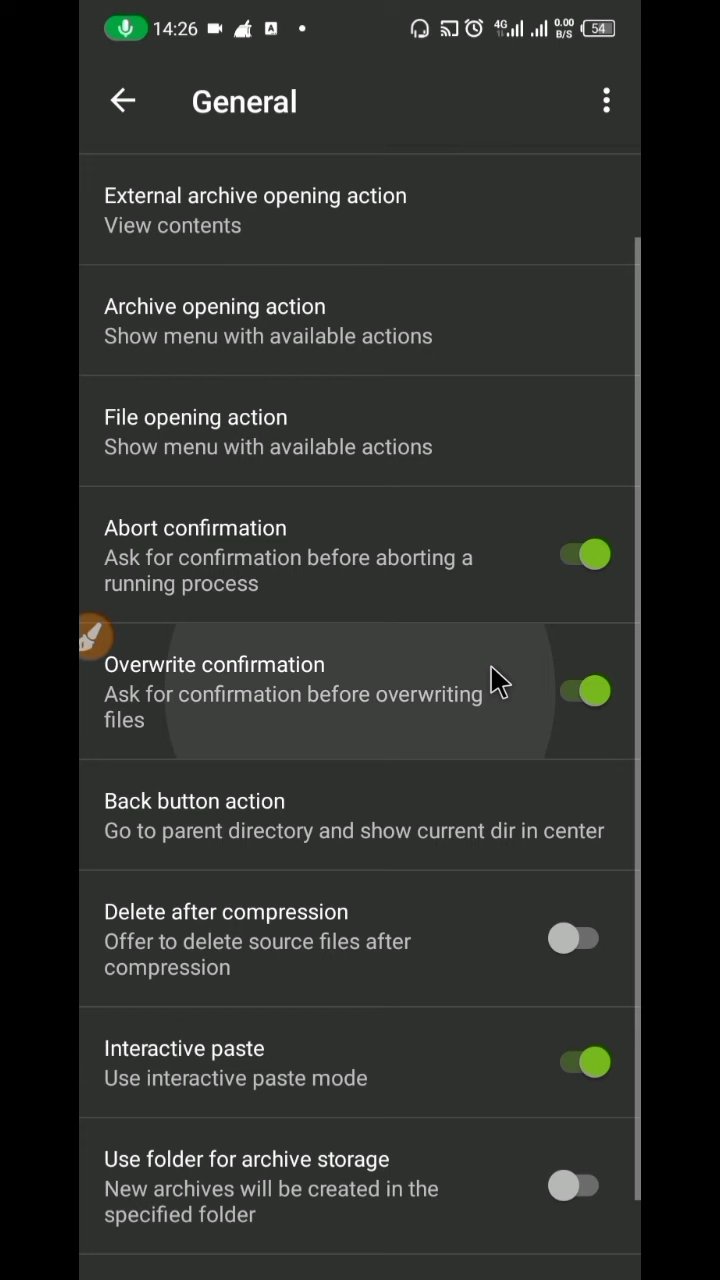 14:26
A
4G
0.00
B/S
54
General
External archive opening action
View contents
Archive opening action
Show menu with available actions
File opening action
Show menu with available actions
Abort confirmation
Ask for confirmation before aborting a
running process
Overwrite confirmation
Ask for confirmation before overwriting
files
Back button action
Go to parent directory and show current dir in center
Delete after compression
Offer to delete source files after
compression
Interactive paste
Use interactive paste mode
Use folder for archive storage
New archives will be created in the
specified folder